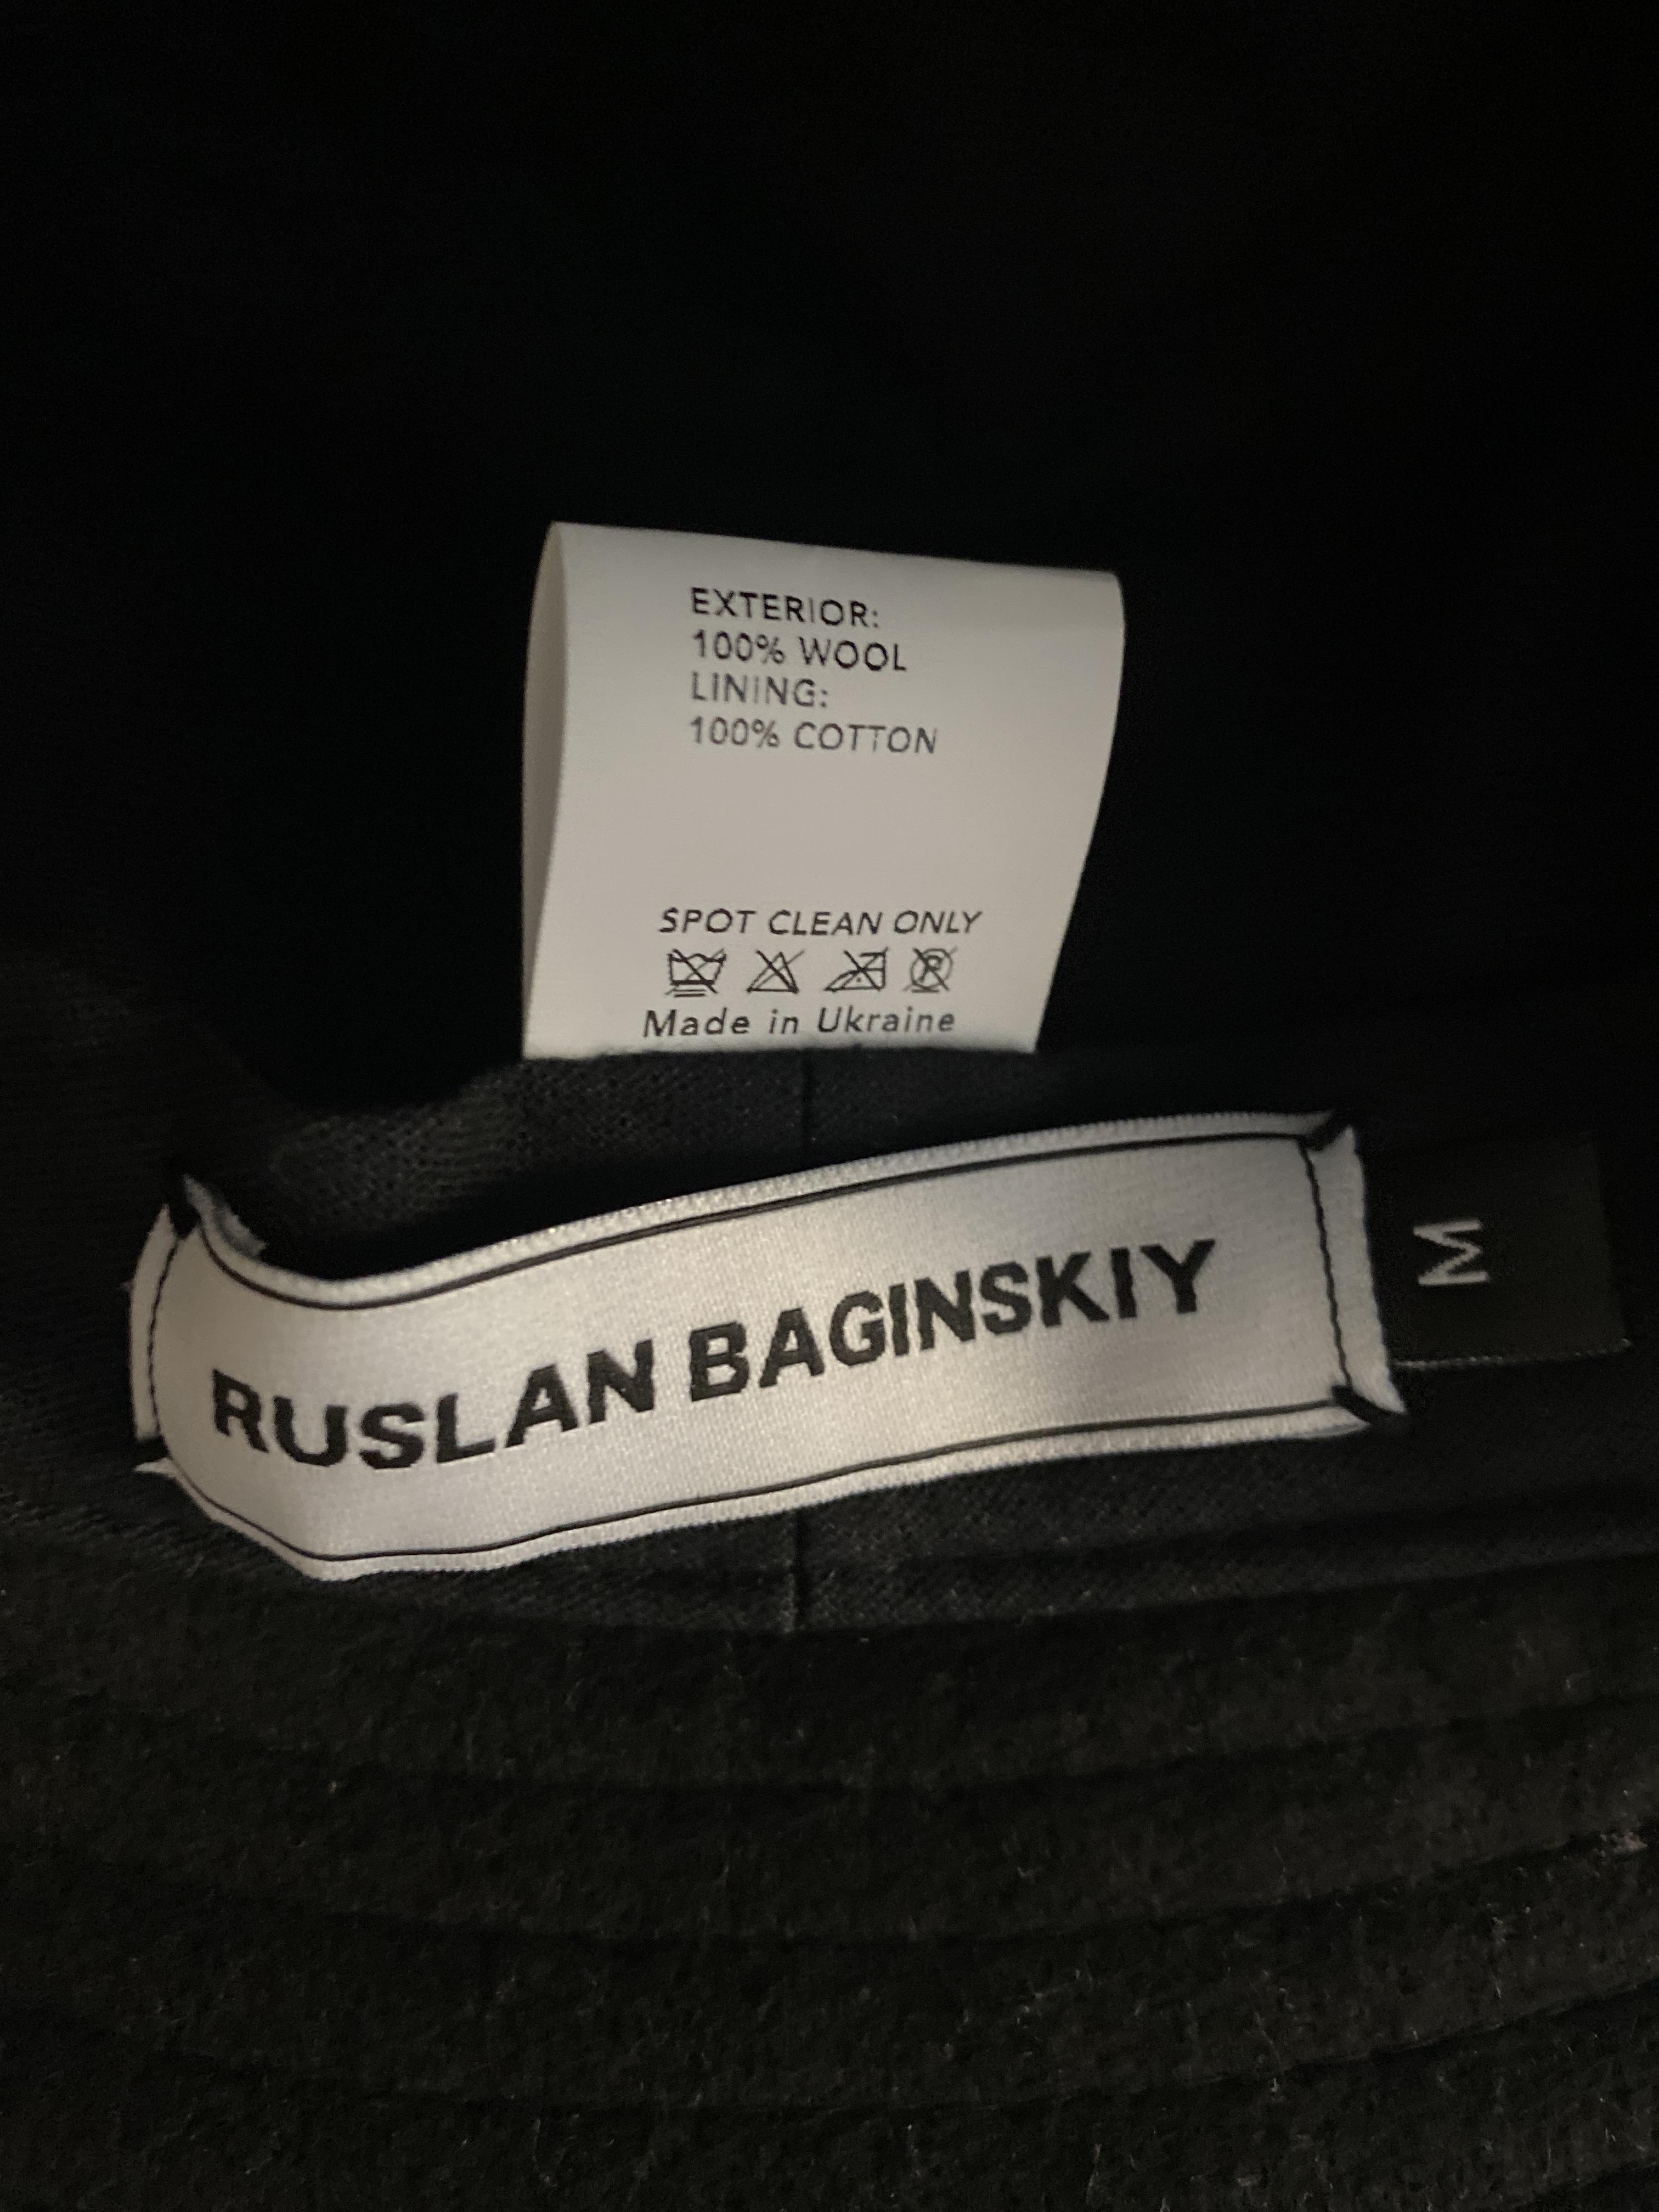 EXTERIOR:
100% WOOL
LINING:
100% COTTON
SPOT CLEAN ONLY
P
Made in Ukraine
RUSLAN BAGINSKIY
M